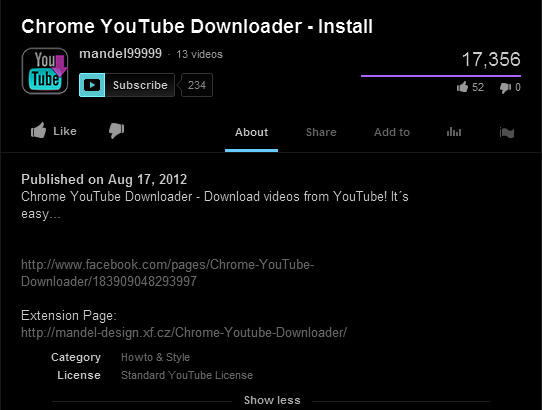 Chrome YouTube Downloader - Install
You
Tube
mandel99999 · 13 videos
Subscribe 234
17,356
52 0
Like
About Share Add to
Published on Aug 17, 2012
Chrome YouTube Downloader - Download videos from YouTube! It´s
easy...
http://www.facebook.com/pages/Chrome-YouTube-
Downloader/183909048293997
Extension Page:
http://mandel-design.xf.cz/Chrome-Youtube-Downloader/
Category Howto & Style
License Standard YouTube License
Show less